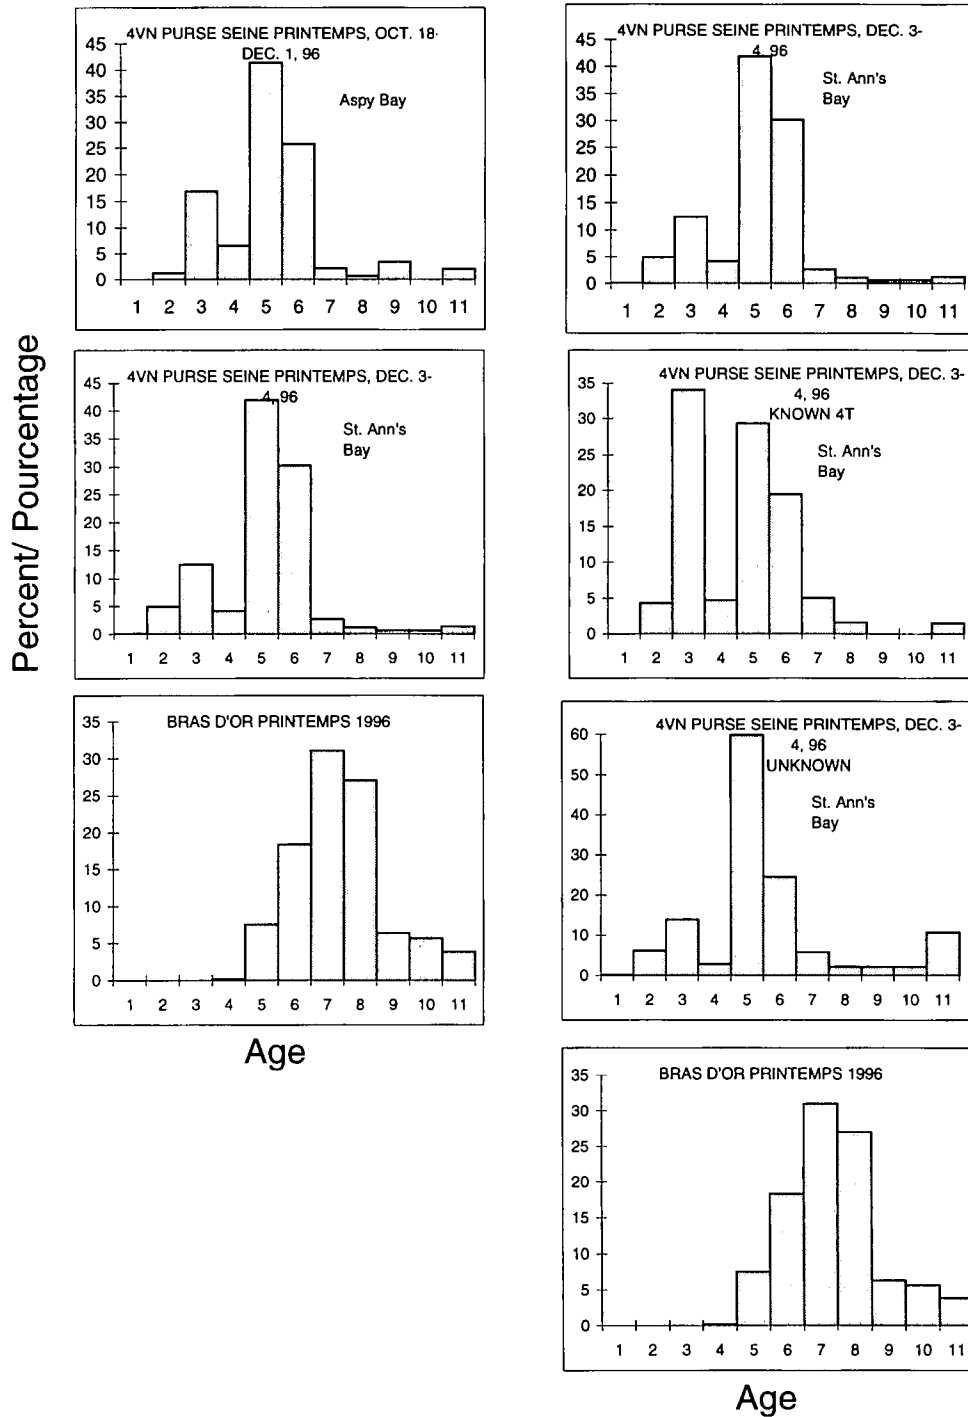 Percent/ Pourcentage
4VN PURSE SEINE PRINTEMPS, OCT. 18-
DEC. 1, 96
Aspy Bay
45
40
35
30
25
20
15
10
5
0
1 2 3 4 5 6 7 8 9 10 11
4VN PURSE SEINE PRINTEMPS, DEC. 3-
4, 96
St. Ann's
Bay
45
40
35
30
25
20
15
10
5
0
1 2 3 4 5 6 7 8 9 10 11
BRAS D'OR PRINTEMPS 1996
35
30
25
20
15
10
5
0
1 2 3 4 5 6 7 8 9 10 11
Age
4VN PURSE SEINE PRINTEMPS, DEC. 3-
4, 96
St. Ann's
Bay
45
40
35
30
25
20
15
10
5
0
1 2 3 4 5 6 7 8 9 10 11
4VN PURSE SEINE PRINTEMPS, DEC. 3-
4, 96
KNOWN 4T
St. Ann's
Bay
35
30
25
20
15
10
5
0
1 2 3 4 5 6 7 8 9 10 11
4VN PURSE SEINE PRINTEMPS, DEC. 3-
4, 96
UNKNOWN
St. Ann's
Bay
60
50
40
30
20
10
0
1 2 3 4 5 6 7 8 9 10 11
BRAS D'OR PRINTEMPS 1996
35
30
25
20
15
10
5
0
1 2 3 4 5 6 7 8 9 10 11
Age